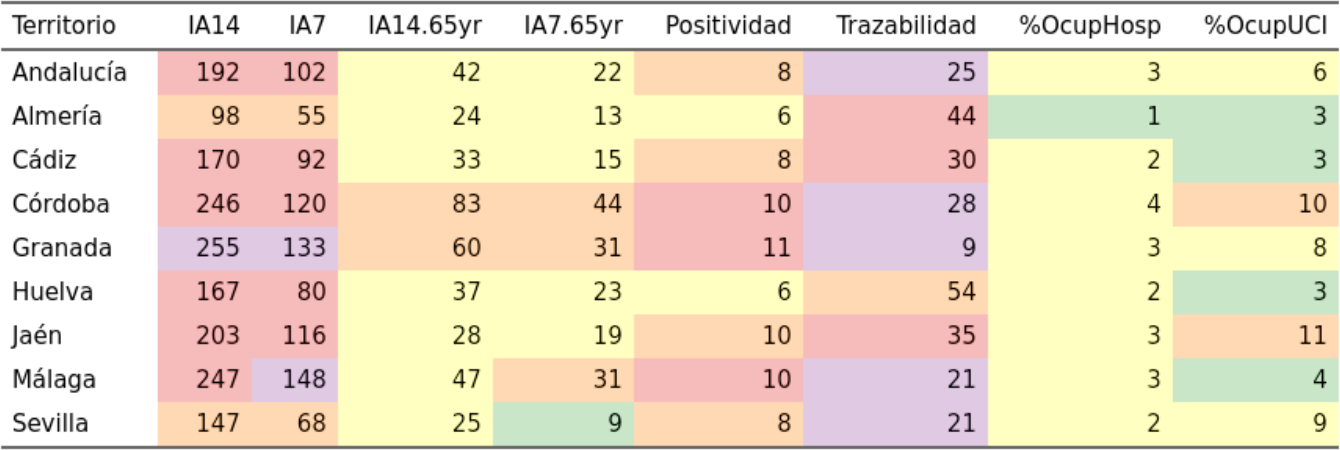 Territorio IA14 IA7 IA14.65yr IA7.65yr Positividad Trazabilidad %OcupHosp %OcupUCI
Andalucía 192 102 42 22 8 25 3 6
Almería 98 55 24 13 6 44 1 3
Cádiz 170 92 33 15 8 30 2 3
Córdoba 246 120 83 44 10 28 4 10
Granada 255 133 60 31 11 9 3 8
Huelva 167 80 37 23 6 54 2 3
Jaén 203 116 28 19 10 35 3 11
Málaga 247 148 47 31 10 21 3 4
Sevilla 147 68 25 9 8 21 2 9